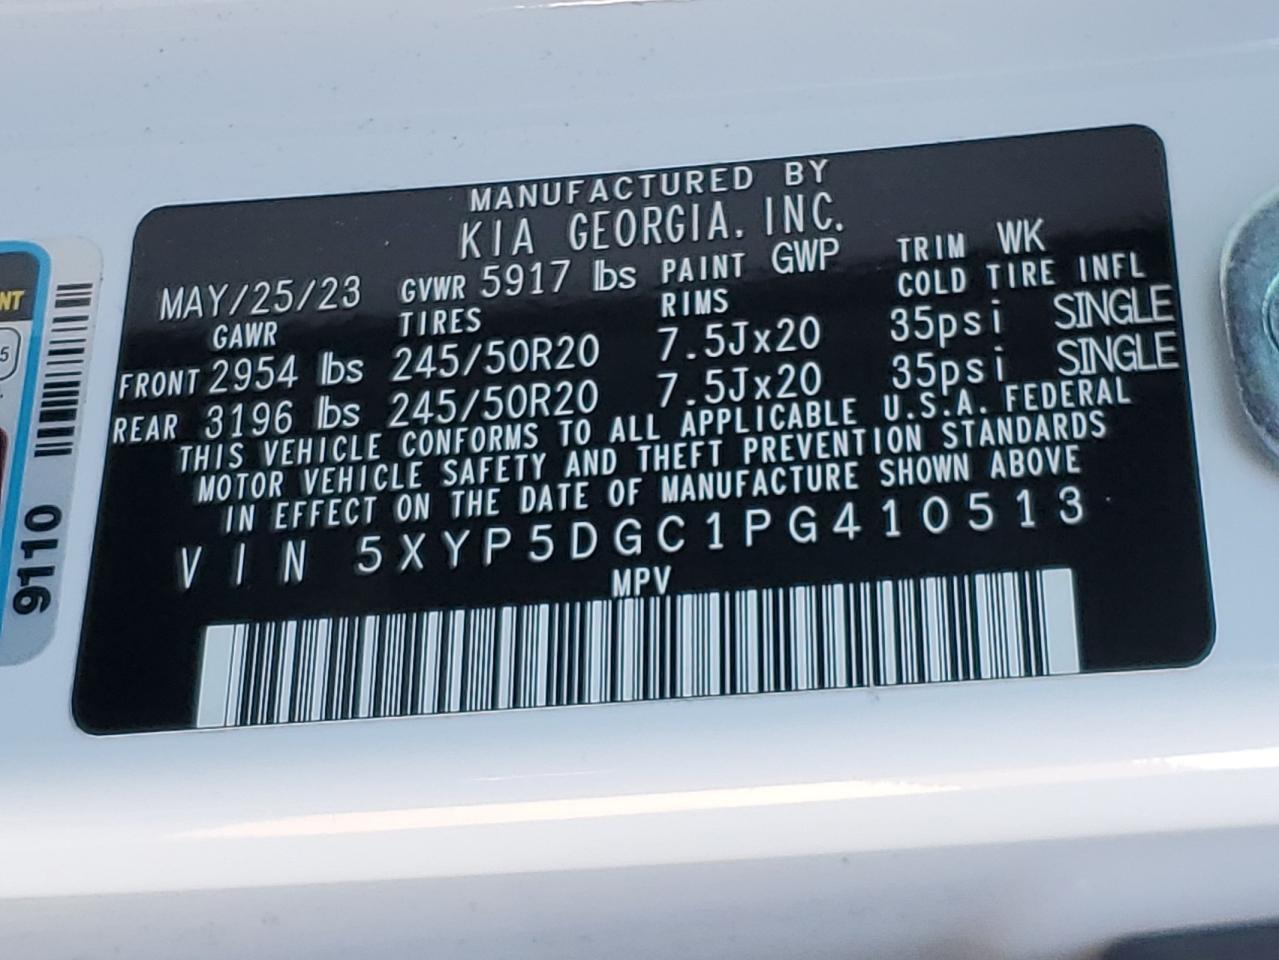 MANUFACTURED BY
KIA GEORGIA, INC.
MAY/25/23 GVWR 5917 lbs PAINT GWP TRIM WK
GAWR TIRES RIMS COLD TIRE INFL
FRONT 2954 lbs 245/50R20 7.5Jx20 35psi SINGLE
REAR 3196 lbs 245/50R20 7.5Jx20 35psi SINGLE
THIS VEHICLE CONFORMS TO ALL APPLICABLE U.S.A. FEDERAL
MOTOR VEHICLE SAFETY AND THEFT PREVENTION STANDARDS
IN EFFECT ON THE DATE OF MANUFACTURE SHOWN ABOVE
VIN 5XYP5DGC1PG410513
MPV
9110